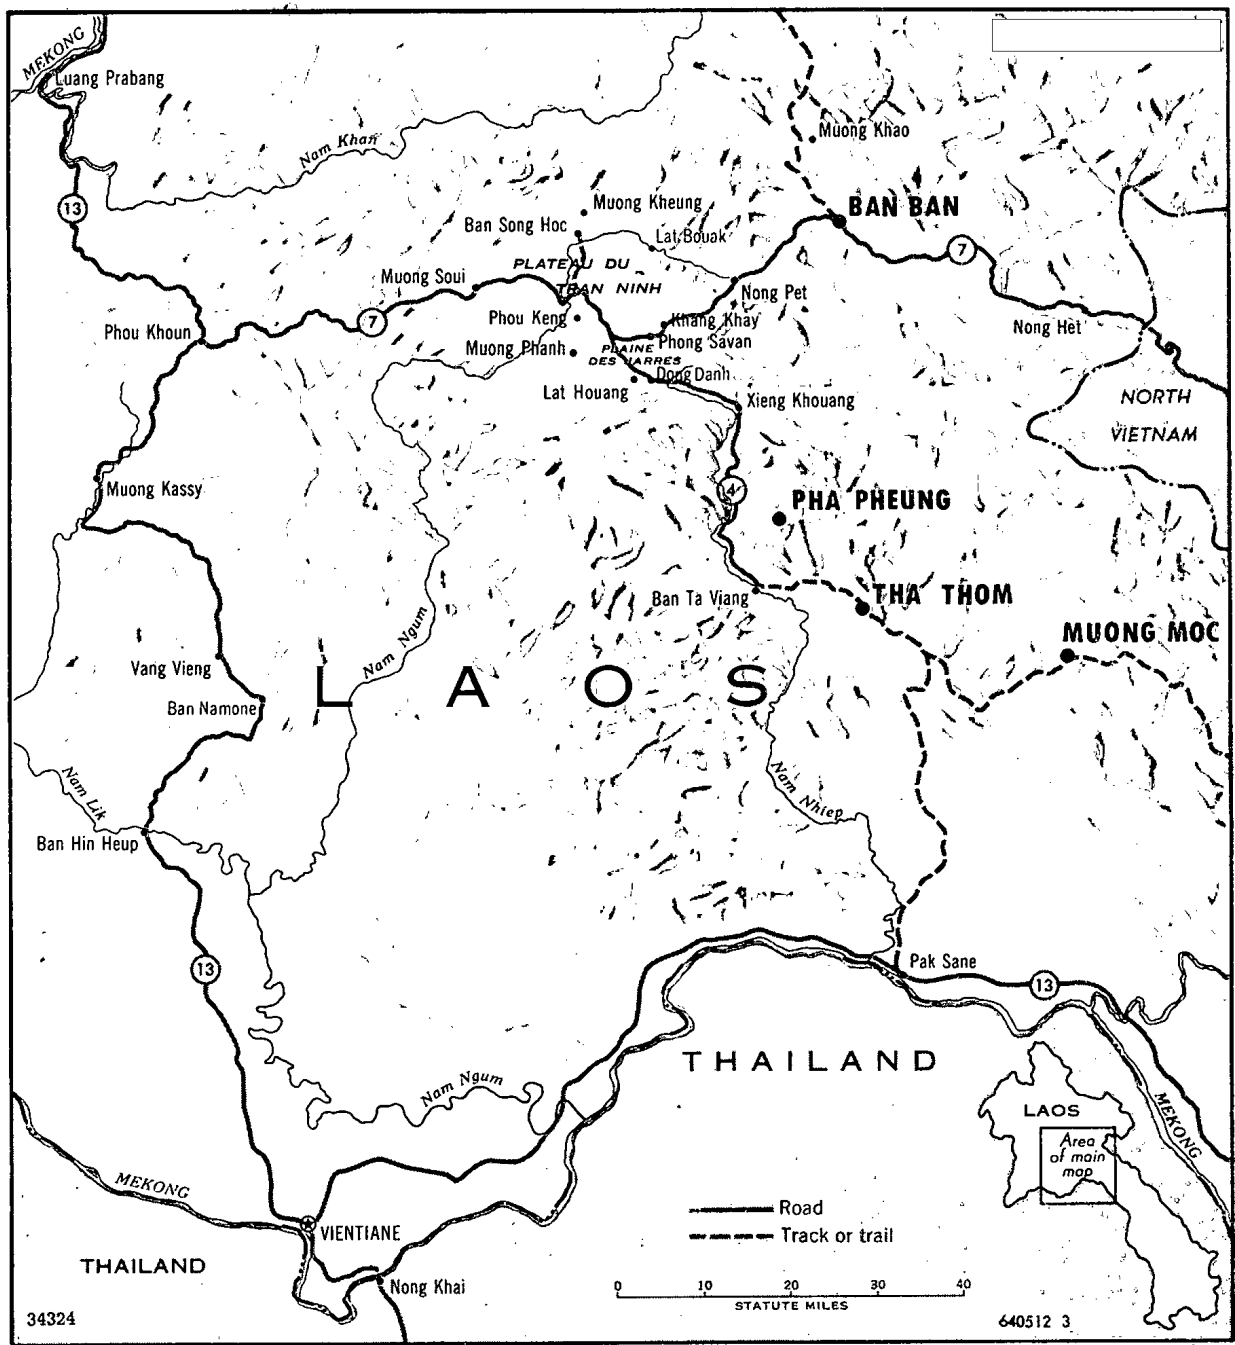 MEKONG
Luang Prabang
Nam Khan
Muong Khao
13
Muong Kheung
BAN BAN
Ban Song Hoc
Lat Bouak
7
PLATEAU DU
TRAN NINH
Muong Soui
Nong Pet
Phou Khoun
7
Phou Keng
Khang Khay
Nong Het
Muong Phanh
PLAINE
DES JARRES
Phong Savan
Dong Danh
Lat Houang
Xieng Khouang
NORTH
VIETNAM
Muong Kassy
4
PHA PHEUNG
Ban Ta Viang
THA THOM
MUONG MOC
Nam Ngum
Vang Vieng
LAOS
Ban Namone
Nam Lik
Nam Nhiep
Ban Hin Heup
13
Pak Sane
13
THAILAND
Nam Ngum
LAOS
Area
of main
map
MEKONG
MEKONG
Road
Track or trail
VIENTIANE
THAILAND
Nong Khai
0 10 20 30 40
STATUTE MILES
34324
640512 3